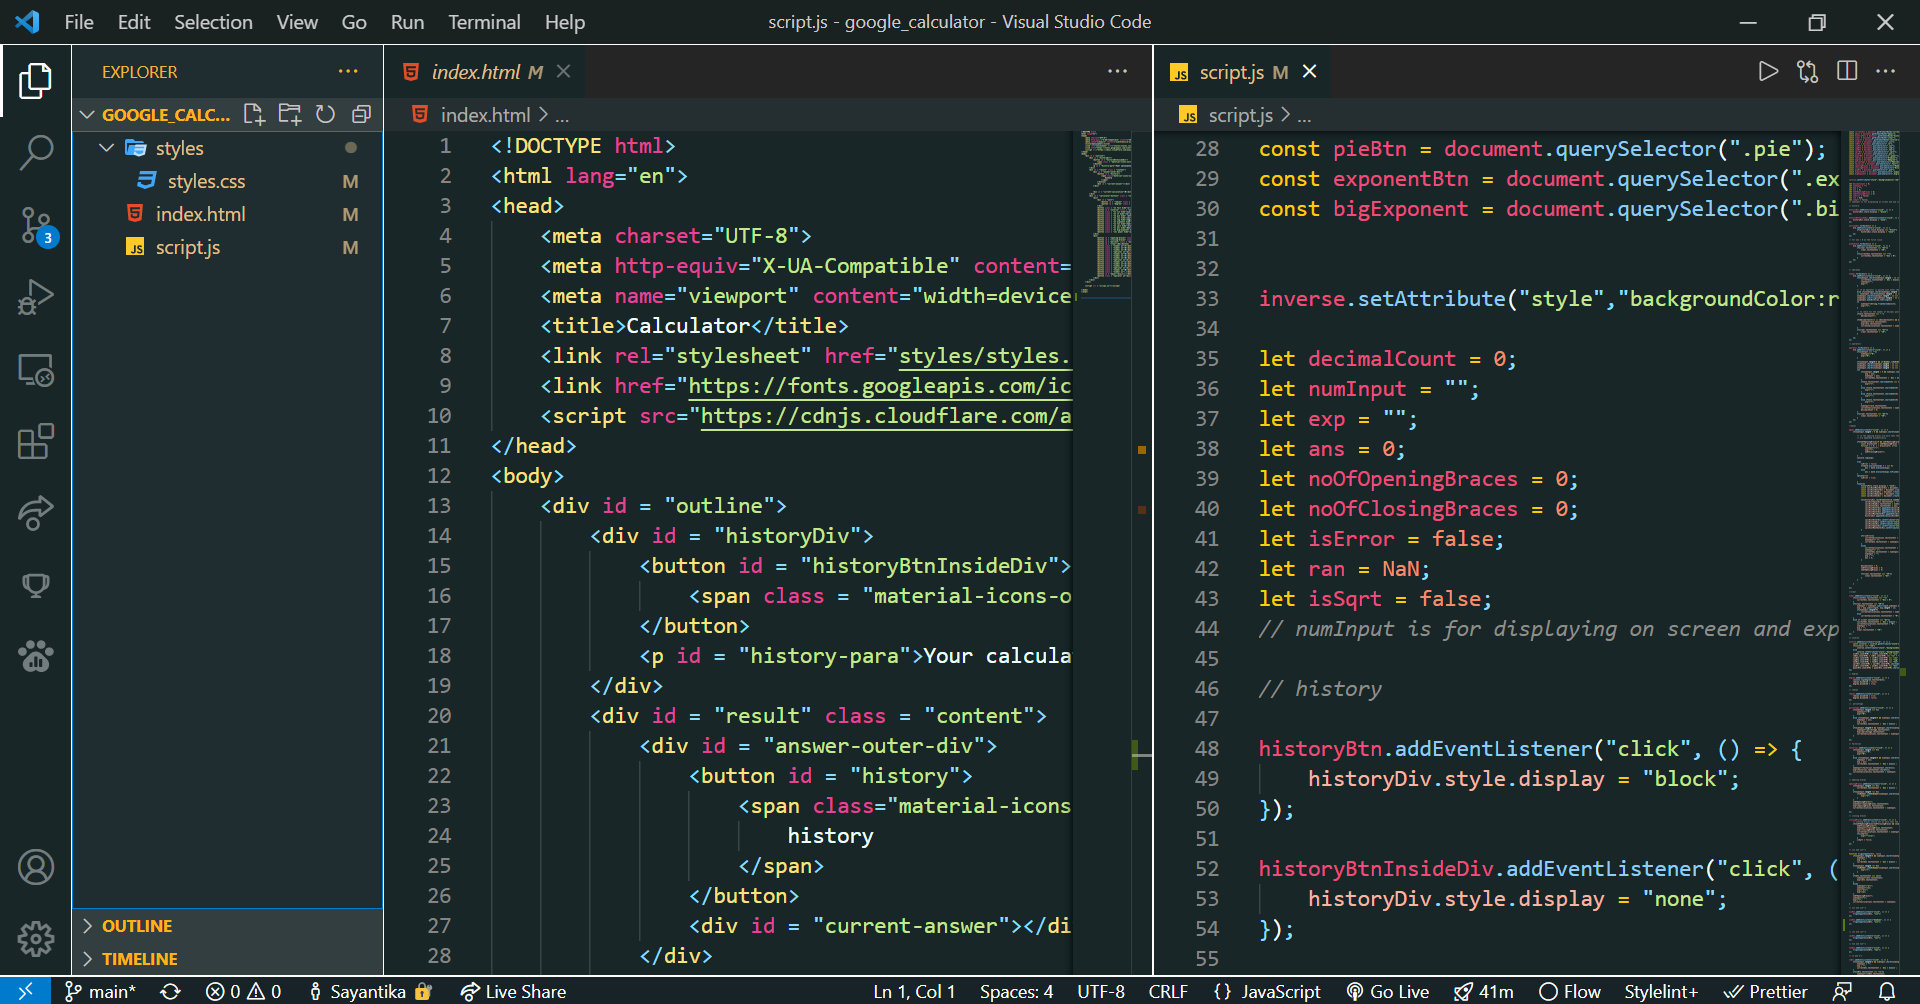 File Edit Selection View Go Run Terminal Help
script.js - google_calculator - Visual Studio Code
EXPLORER
GOOGLE_CALC...
styles
styles.css M
index.html M
script.js M
OUTLINE
TIMELINE
3
index.html M
index.html > ...
1 <!DOCTYPE html>
2 <html lang="en">
3 <head>
4 <meta charset="UTF-8">
5 <meta http-equiv="X-UA-Compatible" content=
6 <meta name="viewport" content="width=device
7 <title>Calculator</title>
8 <link rel="stylesheet" href="styles/styles.
9 <link href="https://fonts.googleapis.com/ic
10 <script src="https://cdnjs.cloudflare.com/a
11 </head>
12 <body>
13 <div id = "outline">
14 <div id = "historyDiv">
15 <button id = "historyBtnInsideDiv">
16 <span class = "material-icons-o
17 </button>
18 <p id = "history-para">Your calcula
19 </div>
20 <div id = "result" class = "content">
21 <div id = "answer-outer-div">
22 <button id = "history">
23 <span class="material-icons
24 history
25 </span>
26 </button>
27 <div id = "current-answer"></di
28 </div>
JS script.js M
JS script.js > ...
28 const pieBtn = document.querySelector(".pie");
29 const exponentBtn = document.querySelector(".ex
30 const bigExponent = document.querySelector(".bi
31
32
33 inverse.setAttribute("style","backgroundColor:r
34
35 let decimalCount = 0;
36 let numInput = "";
37 let exp = "";
38 let ans = 0;
39 let noOfOpeningBraces = 0;
40 let noOfClosingBraces = 0;
41 let isError = false;
42 let ran = NaN;
43 let isSqrt = false;
44 // numInput is for displaying on screen and exp
45
46 // history
47
48 historyBtn.addEventListener("click", () => {
49 historyDiv.style.display = "block";
50 });
51
52 historyBtnInsideDiv.addEventListener("click", (
53 historyDiv.style.display = "none";
54 });
55
main* 0 0 Sayantika Live Share Ln 1, Col 1 Spaces: 4 UTF-8 CRLF {} JavaScript Go Live 41m Flow Stylelint+ Prettier